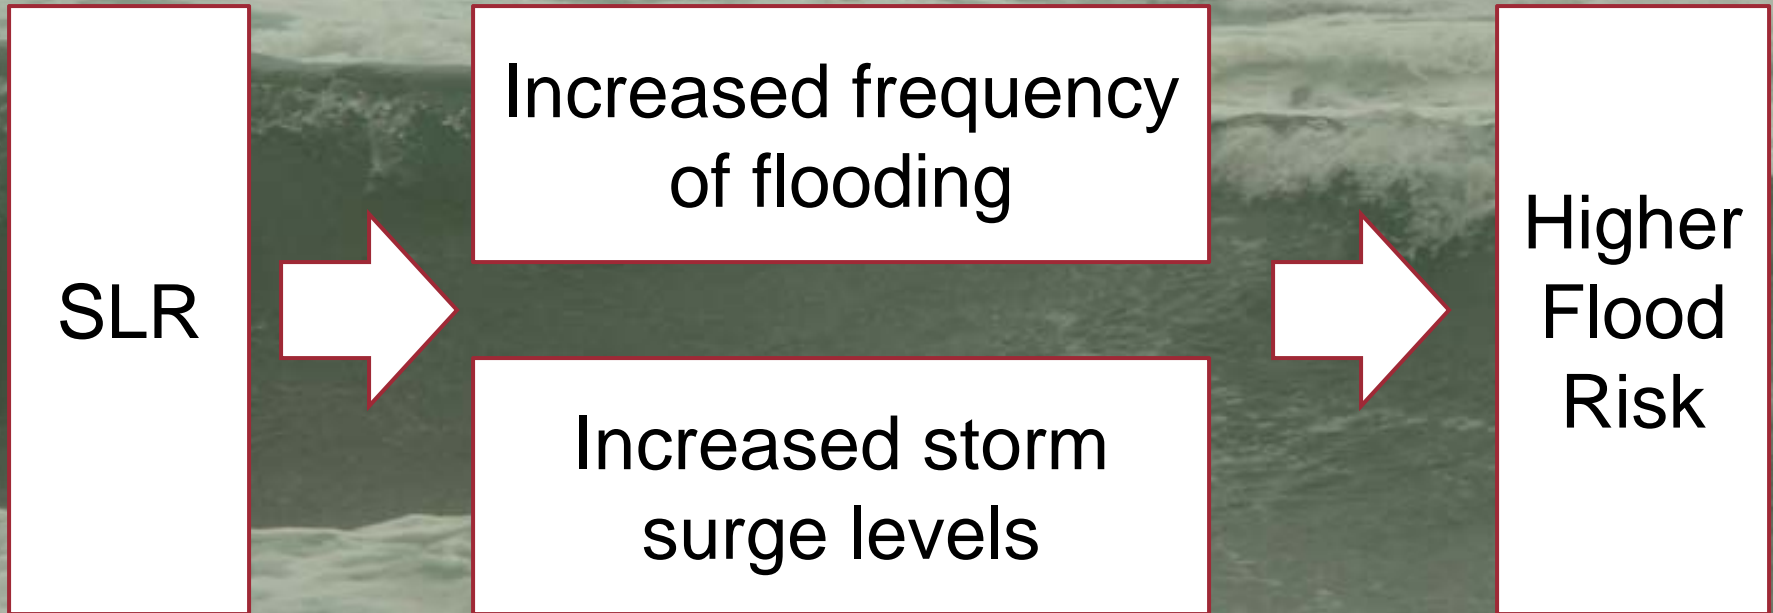 SLR
Increased frequency
of flooding
Increased storm
surge levels
Higher
Flood
Risk